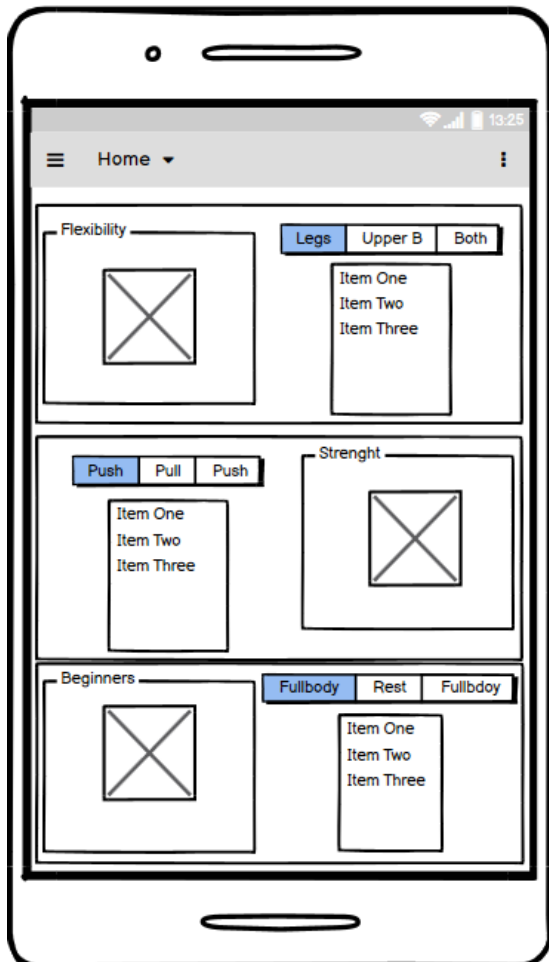 13:25
Home
Flexibility
Legs Upper B Both
Item One
Item Two
Item Three
Push Pull Push
Strenght
Item One
Item Two
Item Three
Beginners
Fullbody Rest Fullbdoy
Item One
Item Two
Item Three